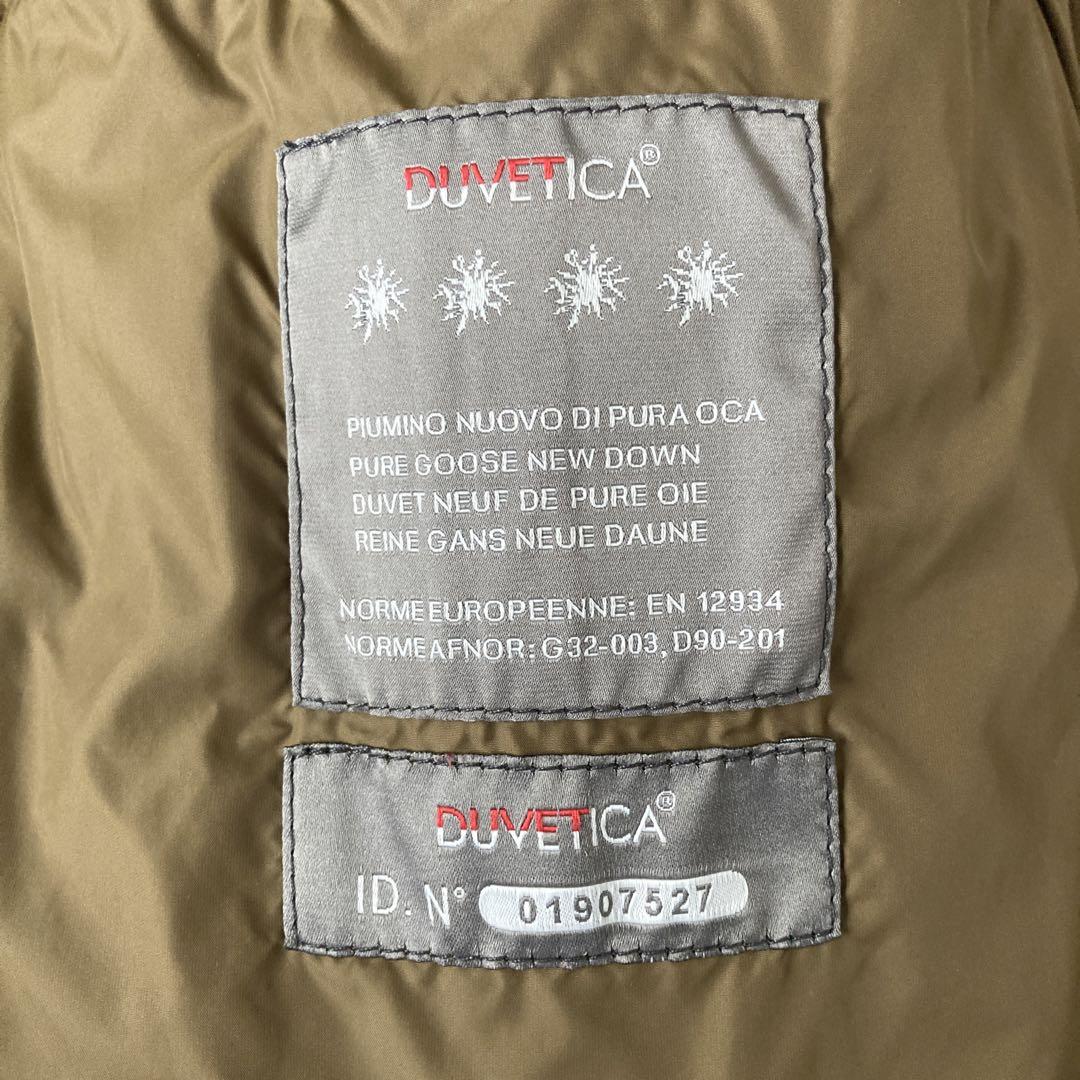 DUVETICA®
PIUMINO NUOVO DI PURA OCA
PURE GOOSE NEW DOWN
DUVET NEUF DE PURE OIE
REINE GANS NEUE DAUNE
NORME EUROPEENNE: EN 12934
NORME AFNOR: G32-003, D90-201
DUVETICA®
ID. N° 01907527